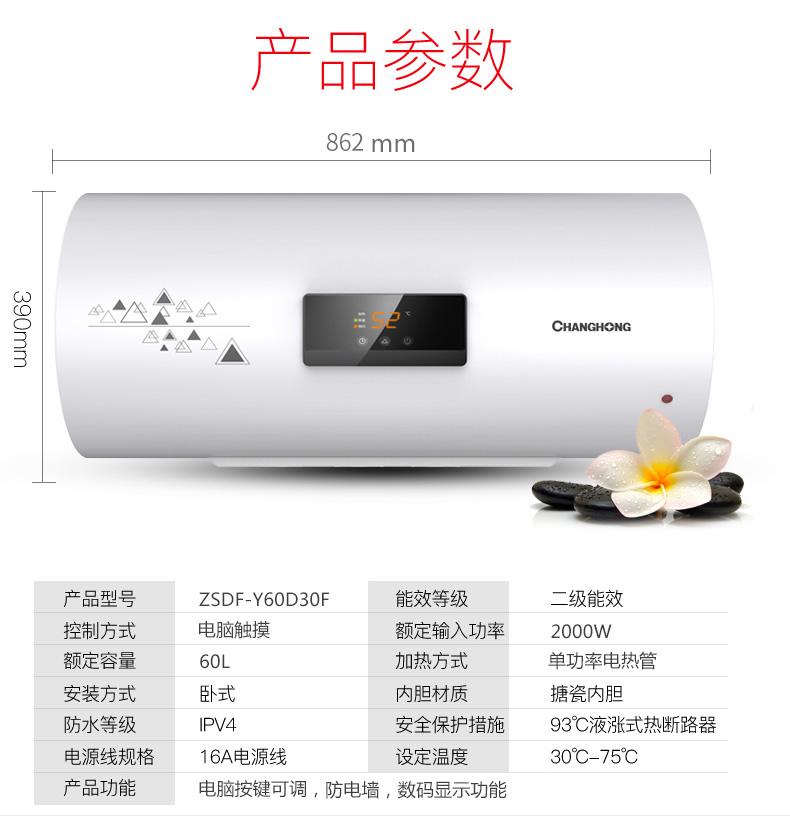 产品参数
862 mm
390mm
52 ℃
CHANGHONG
产品型号 ZSDF-Y60D30F 能效等级 二级能效
控制方式 电脑触摸 额定输入功率 2000W
额定容量 60L 加热方式 单功率电热管
安装方式 卧式 内胆材质 搪瓷内胆
防水等级 IPV4 安全保护措施 93℃液涨式热断路器
电源线规格 16A电源线 设定温度 30℃-75℃
产品功能 电脑按键可调，防电墙，数码显示功能